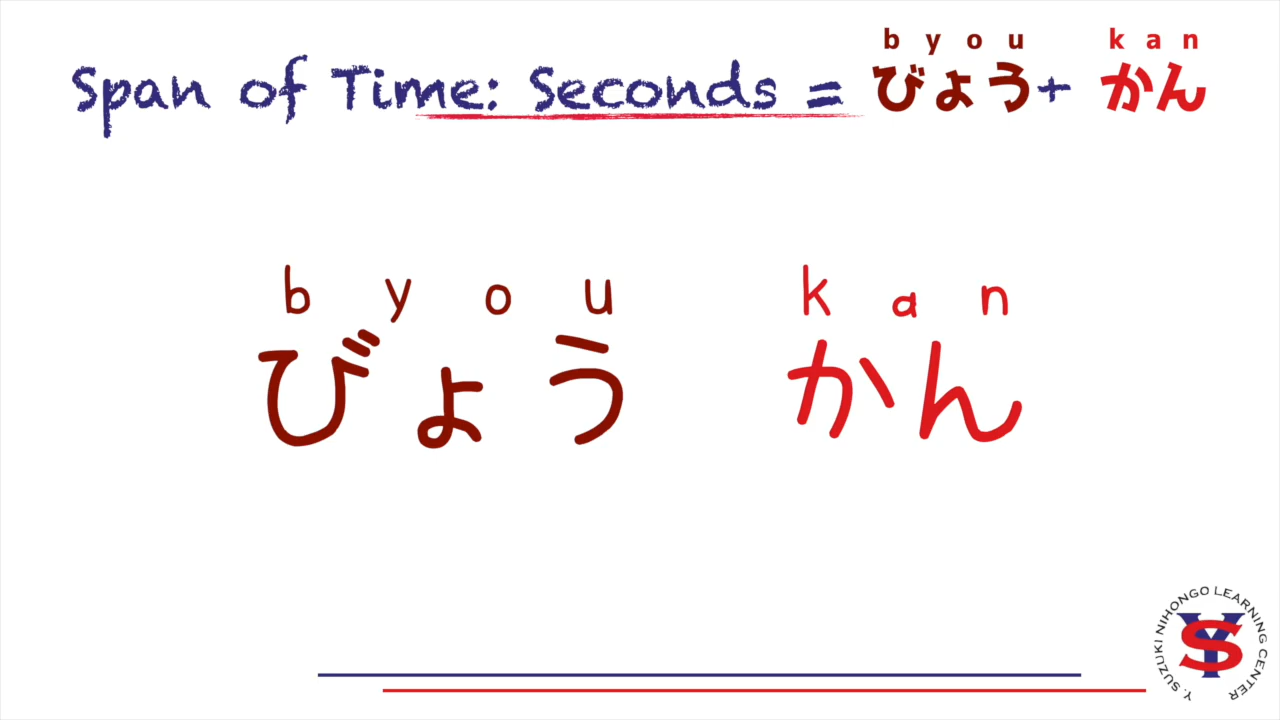 b y o u k a n
Span of Time: Seconds = びょう+ かん
b y o u k a n
びょう かん
Y. SUZUKI NIHONGO LEARNING CENTER
YS